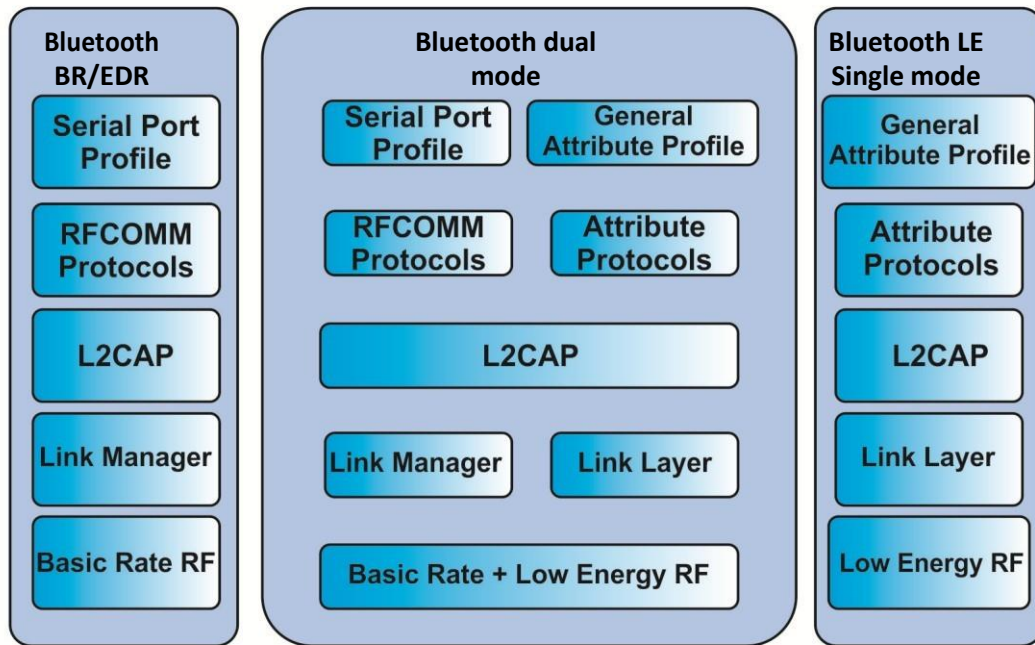 Bluetooth
BR/EDR
Serial Port
Profile
RFCOMM
Protocols
L2CAP
Link Manager
Basic Rate RF
Bluetooth dual
mode
Serial Port
Profile
General
Attribute Profile
RFCOMM
Protocols
Attribute
Protocols
L2CAP
Link Manager
Link Layer
Basic Rate + Low Energy RF
Bluetooth LE
Single mode
General
Attribute Profile
Attribute
Protocols
L2CAP
Link Layer
Low Energy RF